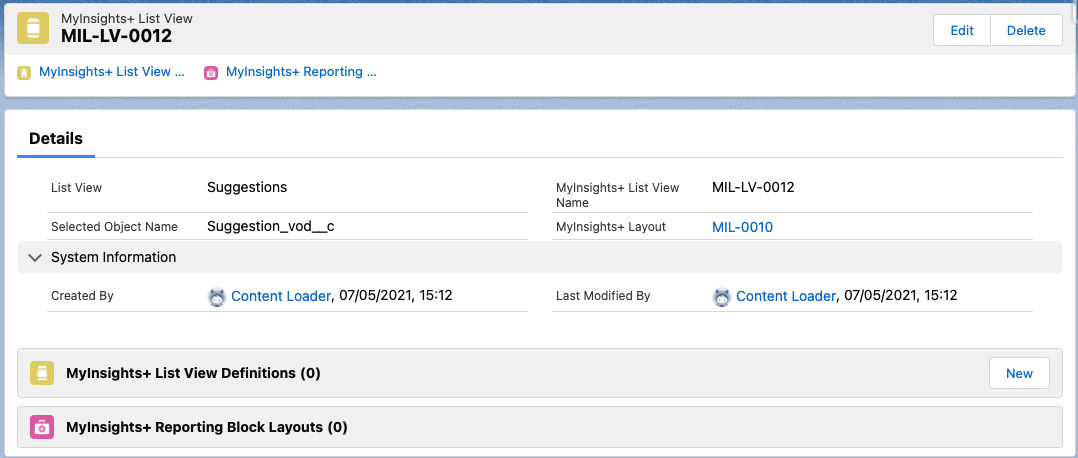 MyInsights+ List View
MIL-LV-0012
Edit
Delete
MyInsights+ List View ...
MyInsights+ Reporting ...
Details
List View
Suggestions
MyInsights+ List View
Name
MIL-LV-0012
Selected Object Name
Suggestion_vod__c
MyInsights+ Layout
MIL-0010
System Information
Created By
Content Loader, 07/05/2021, 15:12
Last Modified By
Content Loader, 07/05/2021, 15:12
MyInsights+ List View Definitions (0)
New
MyInsights+ Reporting Block Layouts (0)